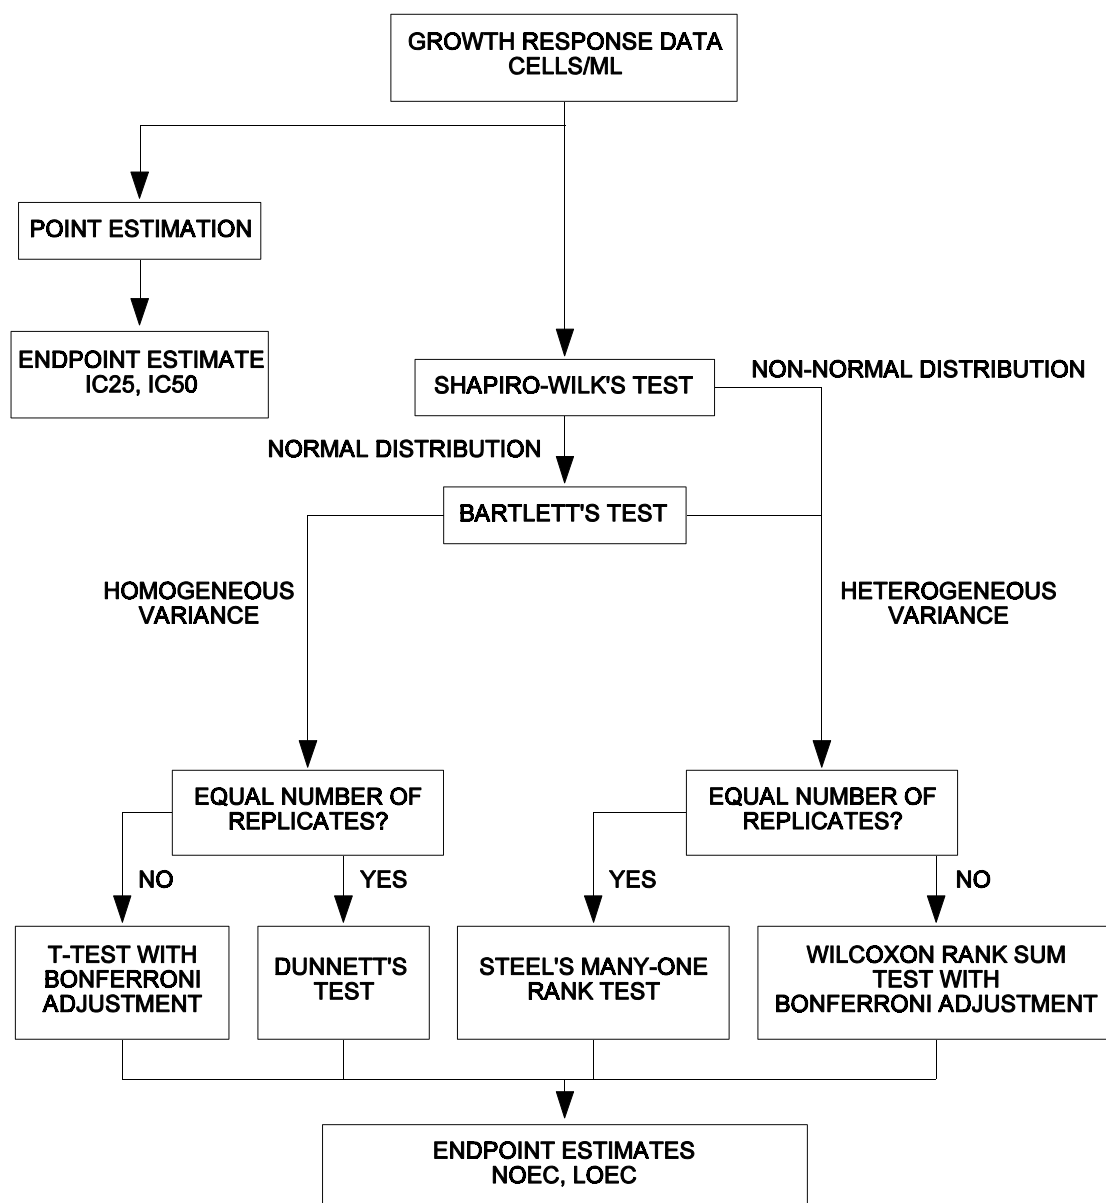 GROWTH RESPONSE DATA
CELLS/ML
POINT ESTIMATION
ENDPOINT ESTIMATE
IC25, IC50
SHAPIRO-WILK'S TEST
NON-NORMAL DISTRIBUTION
NORMAL DISTRIBUTION
BARTLETT'S TEST
HOMOGENEOUS
VARIANCE
HETEROGENEOUS
VARIANCE
EQUAL NUMBER OF
REPLICATES?
EQUAL NUMBER OF
REPLICATES?
NO
YES
YES
NO
T-TEST WITH
BONFERRONI
ADJUSTMENT
DUNNETT'S
TEST
STEEL'S MANY-ONE
RANK TEST
WILCOXON RANK SUM
TEST WITH
BONFERRONI ADJUSTMENT
ENDPOINT ESTIMATES
NOEC, LOEC